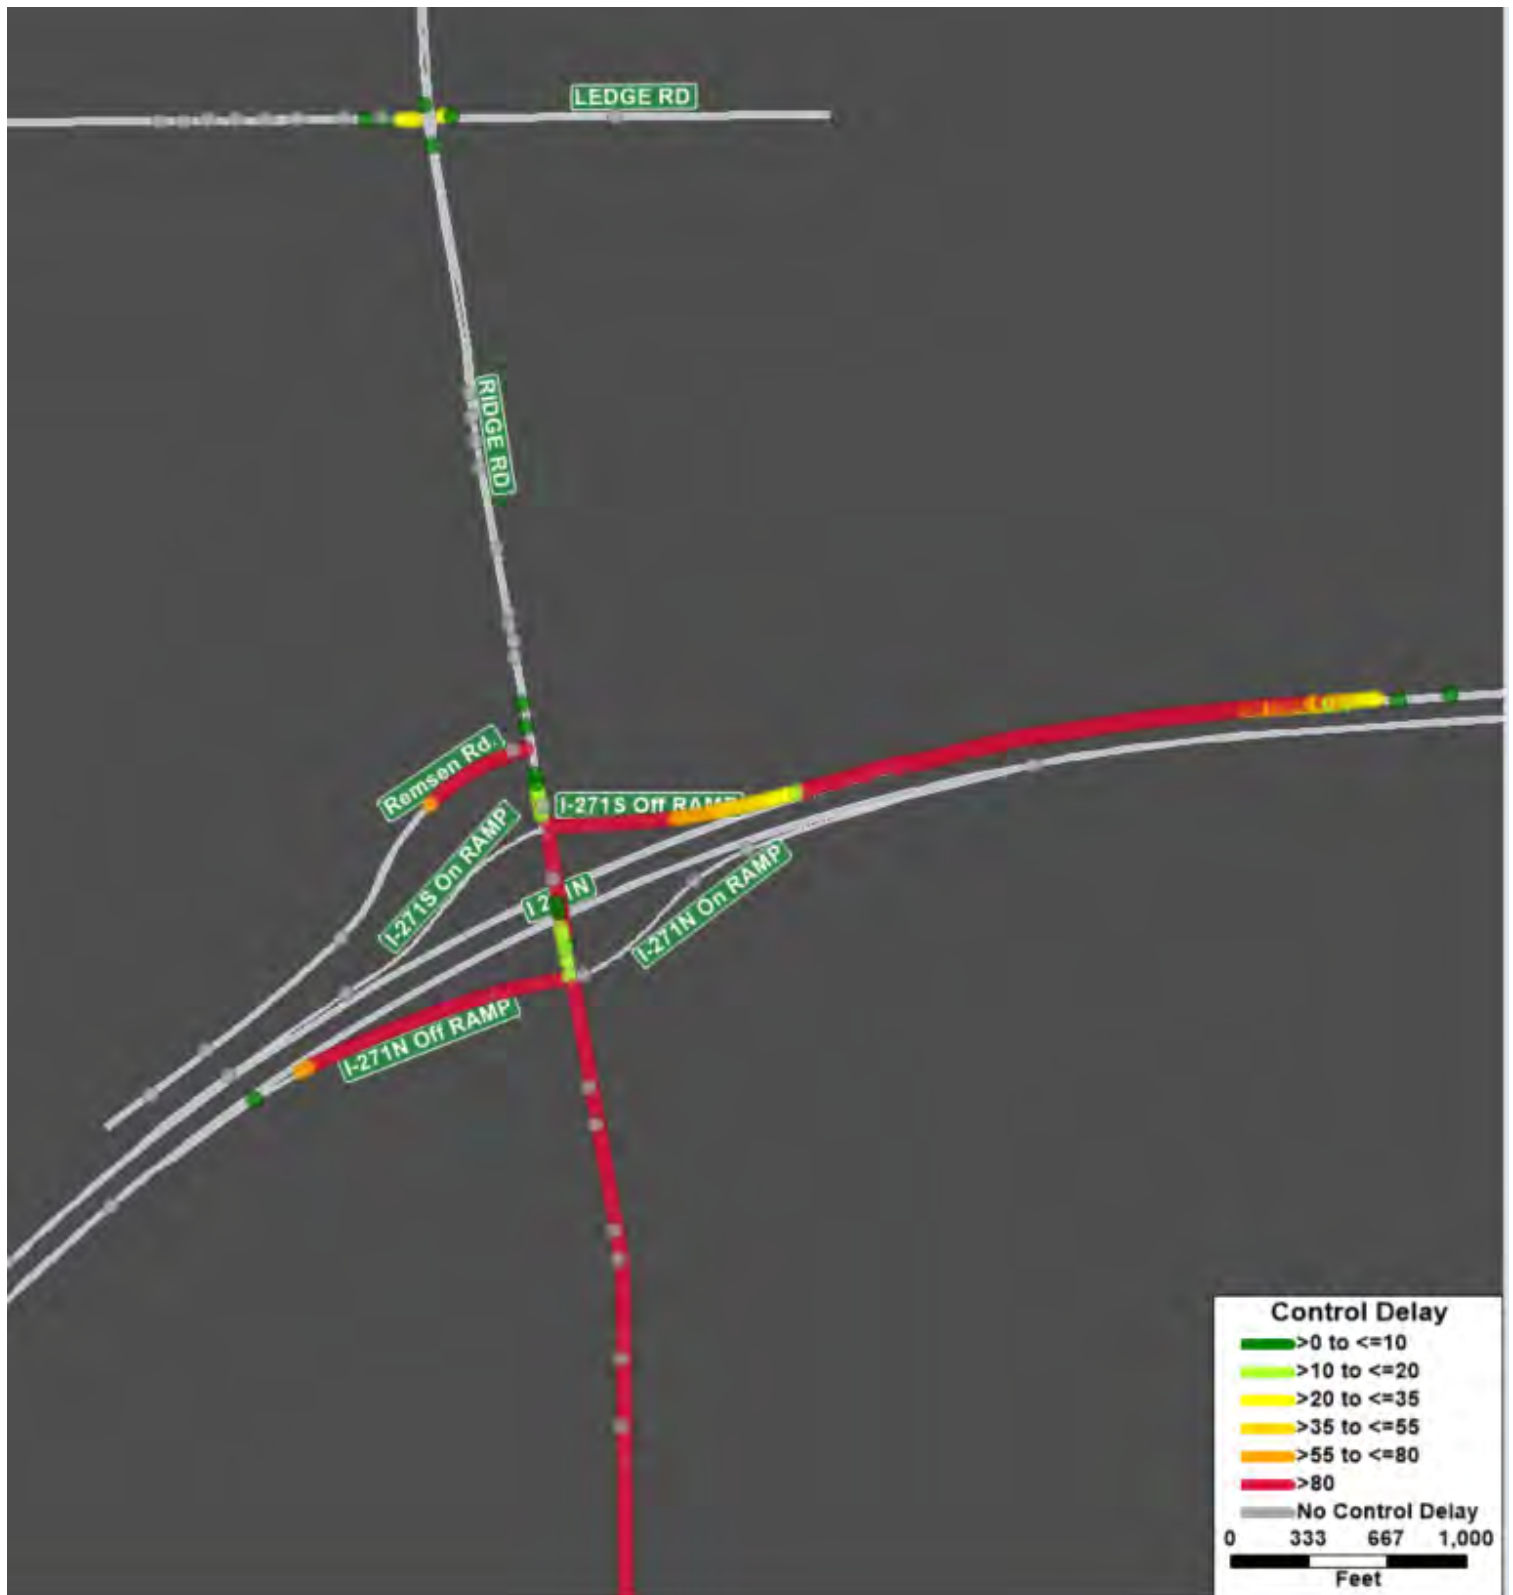 LEDGE RD
RIDGE RD
Remsen Rd.
I-271S Off RAMP
I-271S On RAMP
I-271N On RAMP
I-271N Off RAMP
Control Delay
>0 to <=10
>10 to <=20
>20 to <=35
>35 to <=55
>55 to <=80
>80
No Control Delay
0 333 667 1,000
Feet